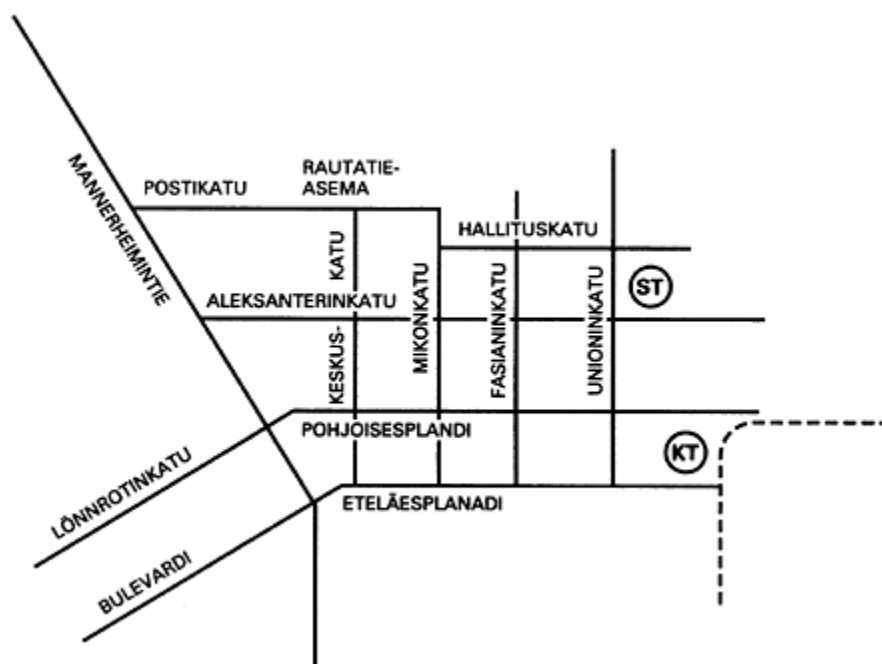 MANNERHEIMINTIE
POSTIKATU
RAUTATIE-
ASEMA
HALLITUSKATU
KESKUS-
KATU
MIKONKATU
FASIANINKATU
UNIONINKATU
ST
ALEKSANTERINKATU
POHJOISESPLANDI
KT
ETELÄESPLANADI
LÖNNROTINKATU
BULEVARDI